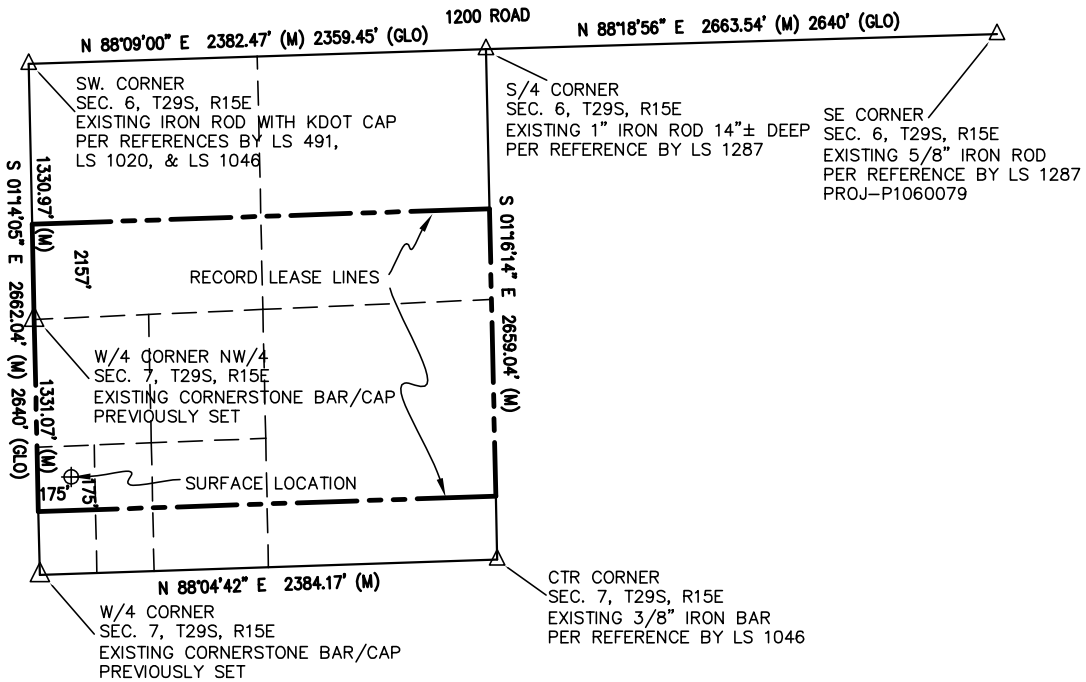 1200 ROAD
N 88°09'00" E 2382.47' (M) 2359.45' (GLO)
N 88°18'56" E 2663.54' (M) 2640' (GLO)
SW. CORNER
SEC. 6, T29S, R15E
EXISTING IRON ROD WITH KDOT CAP
PER REFERENCES BY LS 491,
LS 1020, & LS 1046
S/4 CORNER
SEC. 6, T29S, R15E
EXISTING 1" IRON ROD 14"± DEEP
PER REFERENCE BY LS 1287
SE CORNER
SEC. 6, T29S, R15E
EXISTING 5/8" IRON ROD
PER REFERENCE BY LS 1287
PROJ-P1060079
S 01°14'05" E 2662.04' (M) 2640' (GLO)
1330.97' (M)
2157'
RECORD LEASE LINES
S 01°16'14" E 2659.04' (M)
W/4 CORNER NW/4
SEC. 7, T29S, R15E
EXISTING CORNERSTONE BAR/CAP
PREVIOUSLY SET
1331.07' (M)
175'
175'
SURFACE LOCATION
N 88°04'42" E 2384.17' (M)
W/4 CORNER
SEC. 7, T29S, R15E
EXISTING CORNERSTONE BAR/CAP
PREVIOUSLY SET
CTR CORNER
SEC. 7, T29S, R15E
EXISTING 3/8" IRON BAR
PER REFERENCE BY LS 1046